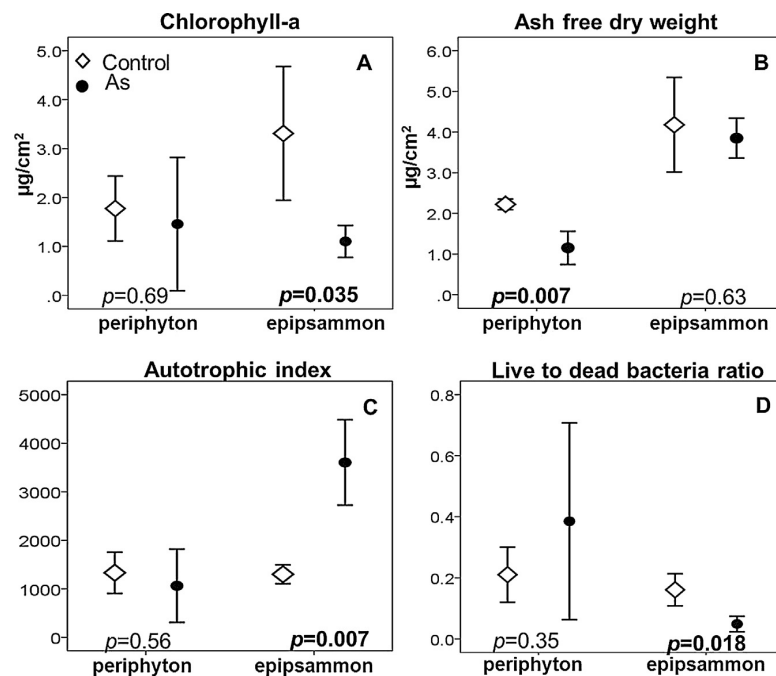 Chlorophyll-a
5.0
4.0
3.0
2.0
1.0
.0
µg/cm²
Control
As
A
p=0.69
p=0.035
periphyton
epipsammon
Ash free dry weight
6.0
5.0
4.0
3.0
2.0
1.0
.0
µg/cm²
B
p=0.007
p=0.63
periphyton
epipsammon
Autotrophic index
5000
4000
3000
2000
1000
0
C
p=0.56
p=0.007
periphyton
epipsammon
Live to dead bacteria ratio
0.8
0.6
0.4
0.2
0.0
D
p=0.35
p=0.018
periphyton
epipsammon